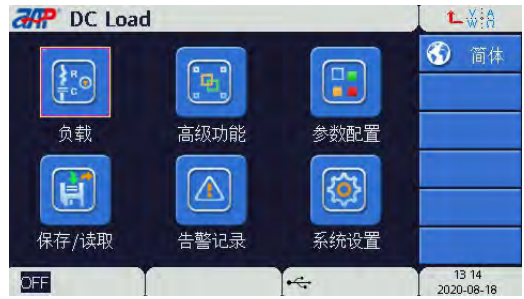 ZAP DC Load
简体
负载 高级功能 参数配置
保存/读取 告警记录 系统设置
OFF
13 14
2020-08-18